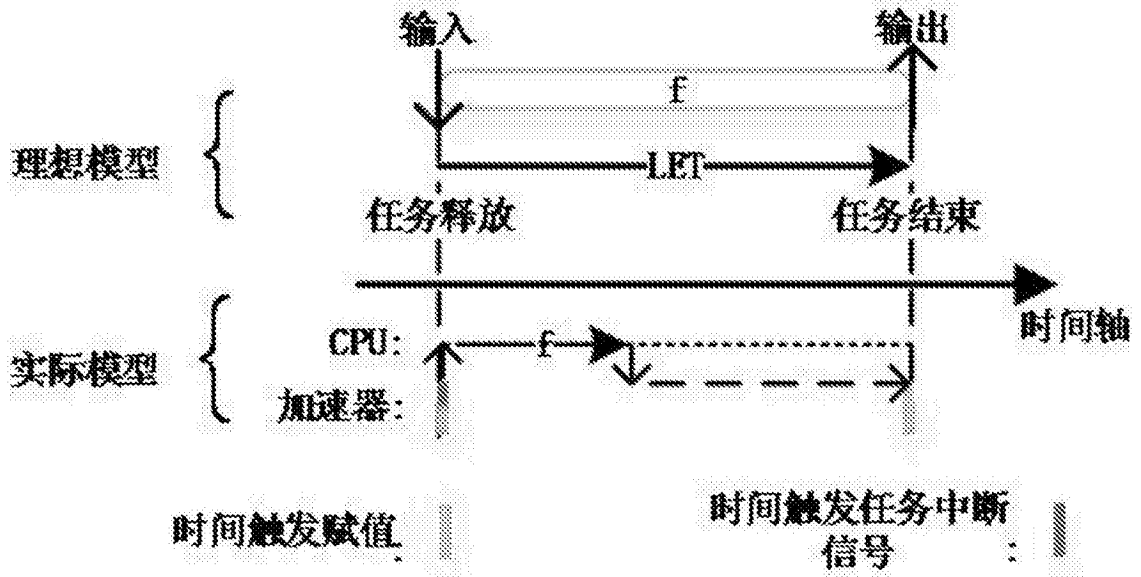 输入
输出
f
理想模型
LET
任务释放
任务结束
时间轴
CPU:
f
实际模型
加速器:
时间触发赋值:
时间触发任务中断
信号 :